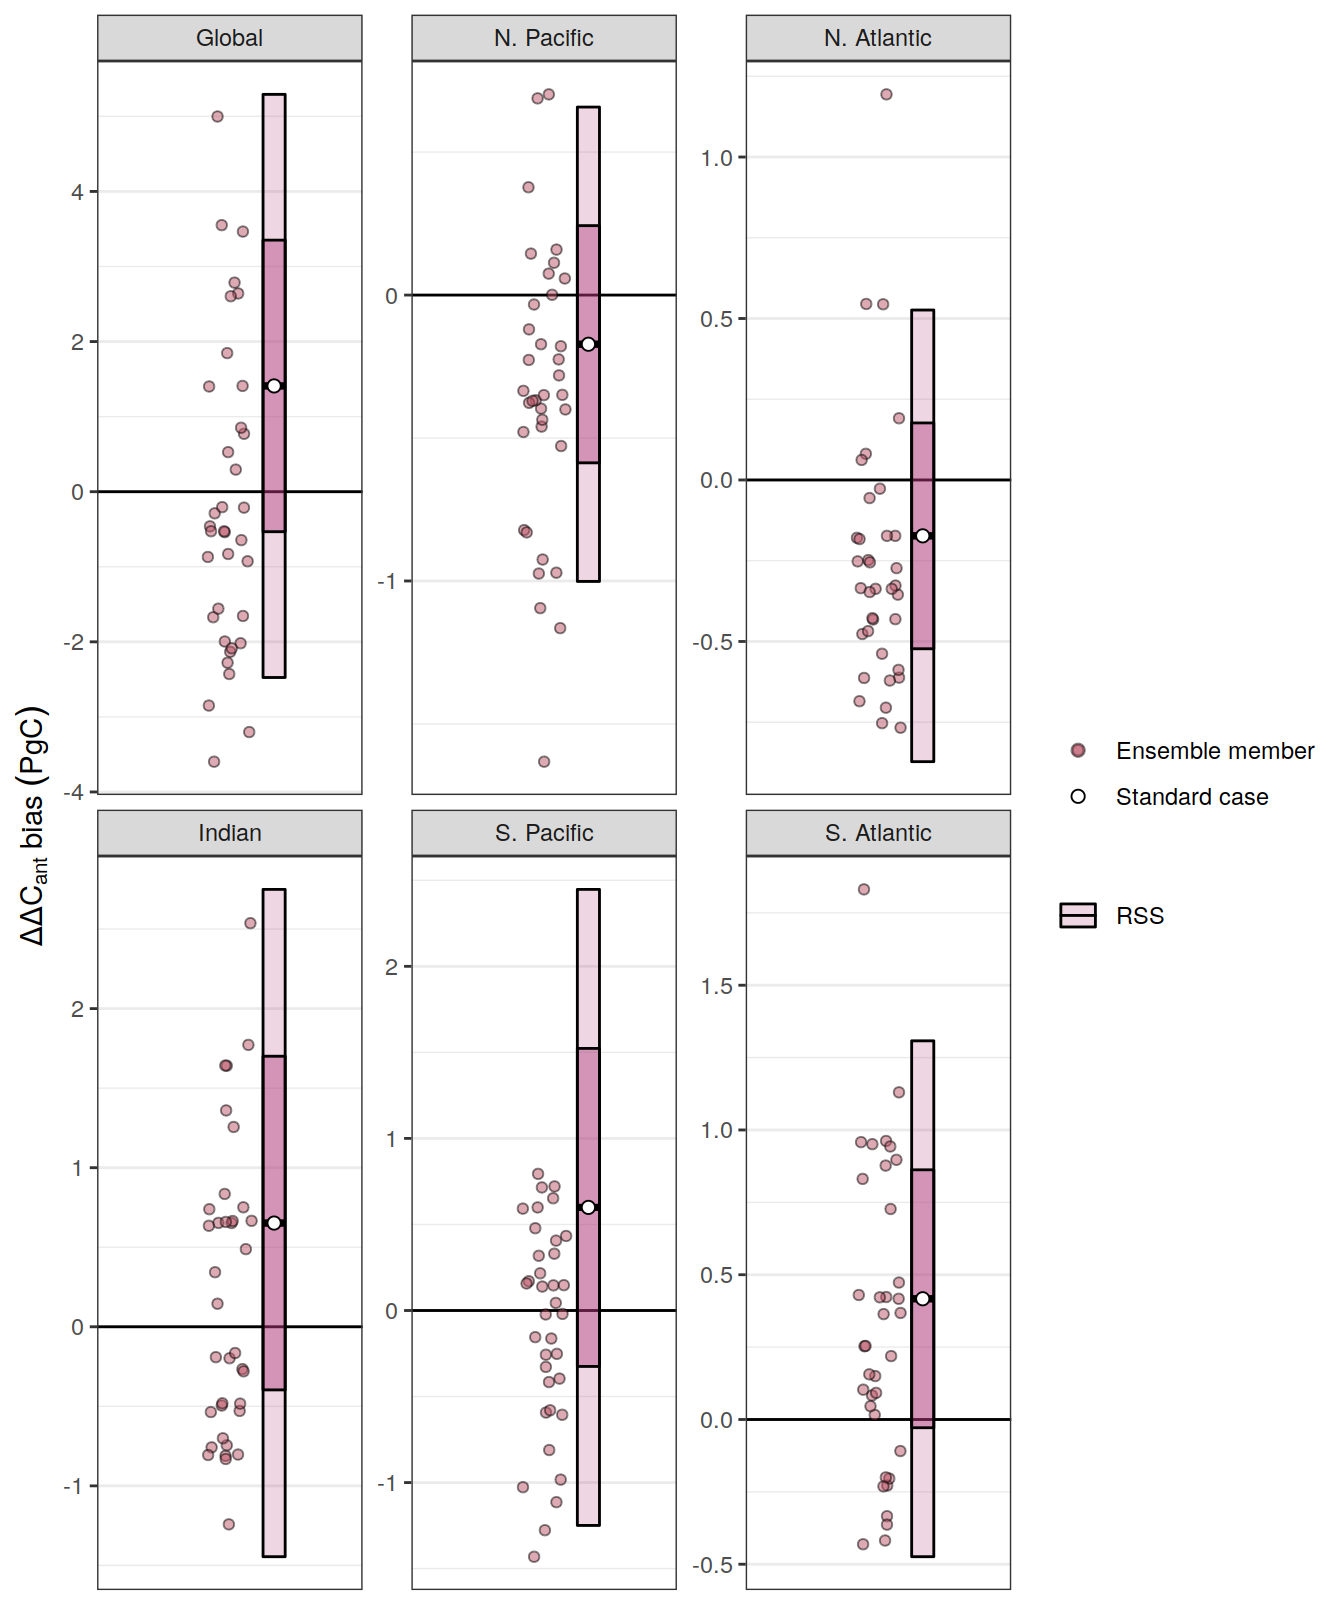 Global
N. Pacific
N. Atlantic
4
2
0
-2
-4
0
-1
1.0
0.5
0.0
-0.5
ΔΔCant bias (PgC)
Indian
S. Pacific
S. Atlantic
2
1
0
-1
2
1
0
-1
1.5
1.0
0.5
0.0
-0.5
Ensemble member
Standard case
RSS